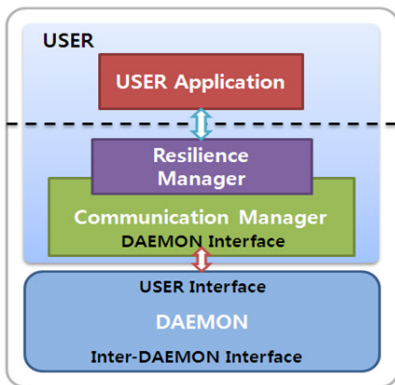 USER
USER Application
Resilience
Manager
Communication Manager
DAEMON Interface
USER Interface
DAEMON
Inter-DAEMON Interface